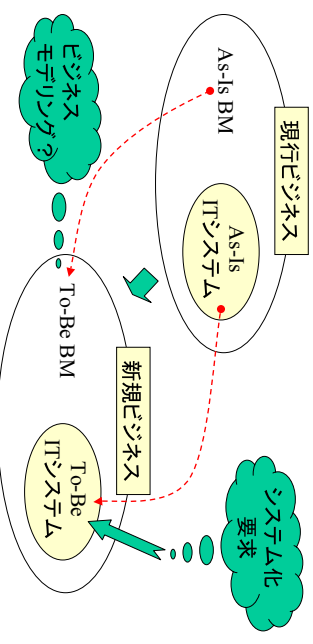 現行ビジネス
As-Is BM
As-Is
ITシステム
ビジネス
モデリング?
新規ビジネス
To-Be BM
To-Be
ITシステム
システム化
要求